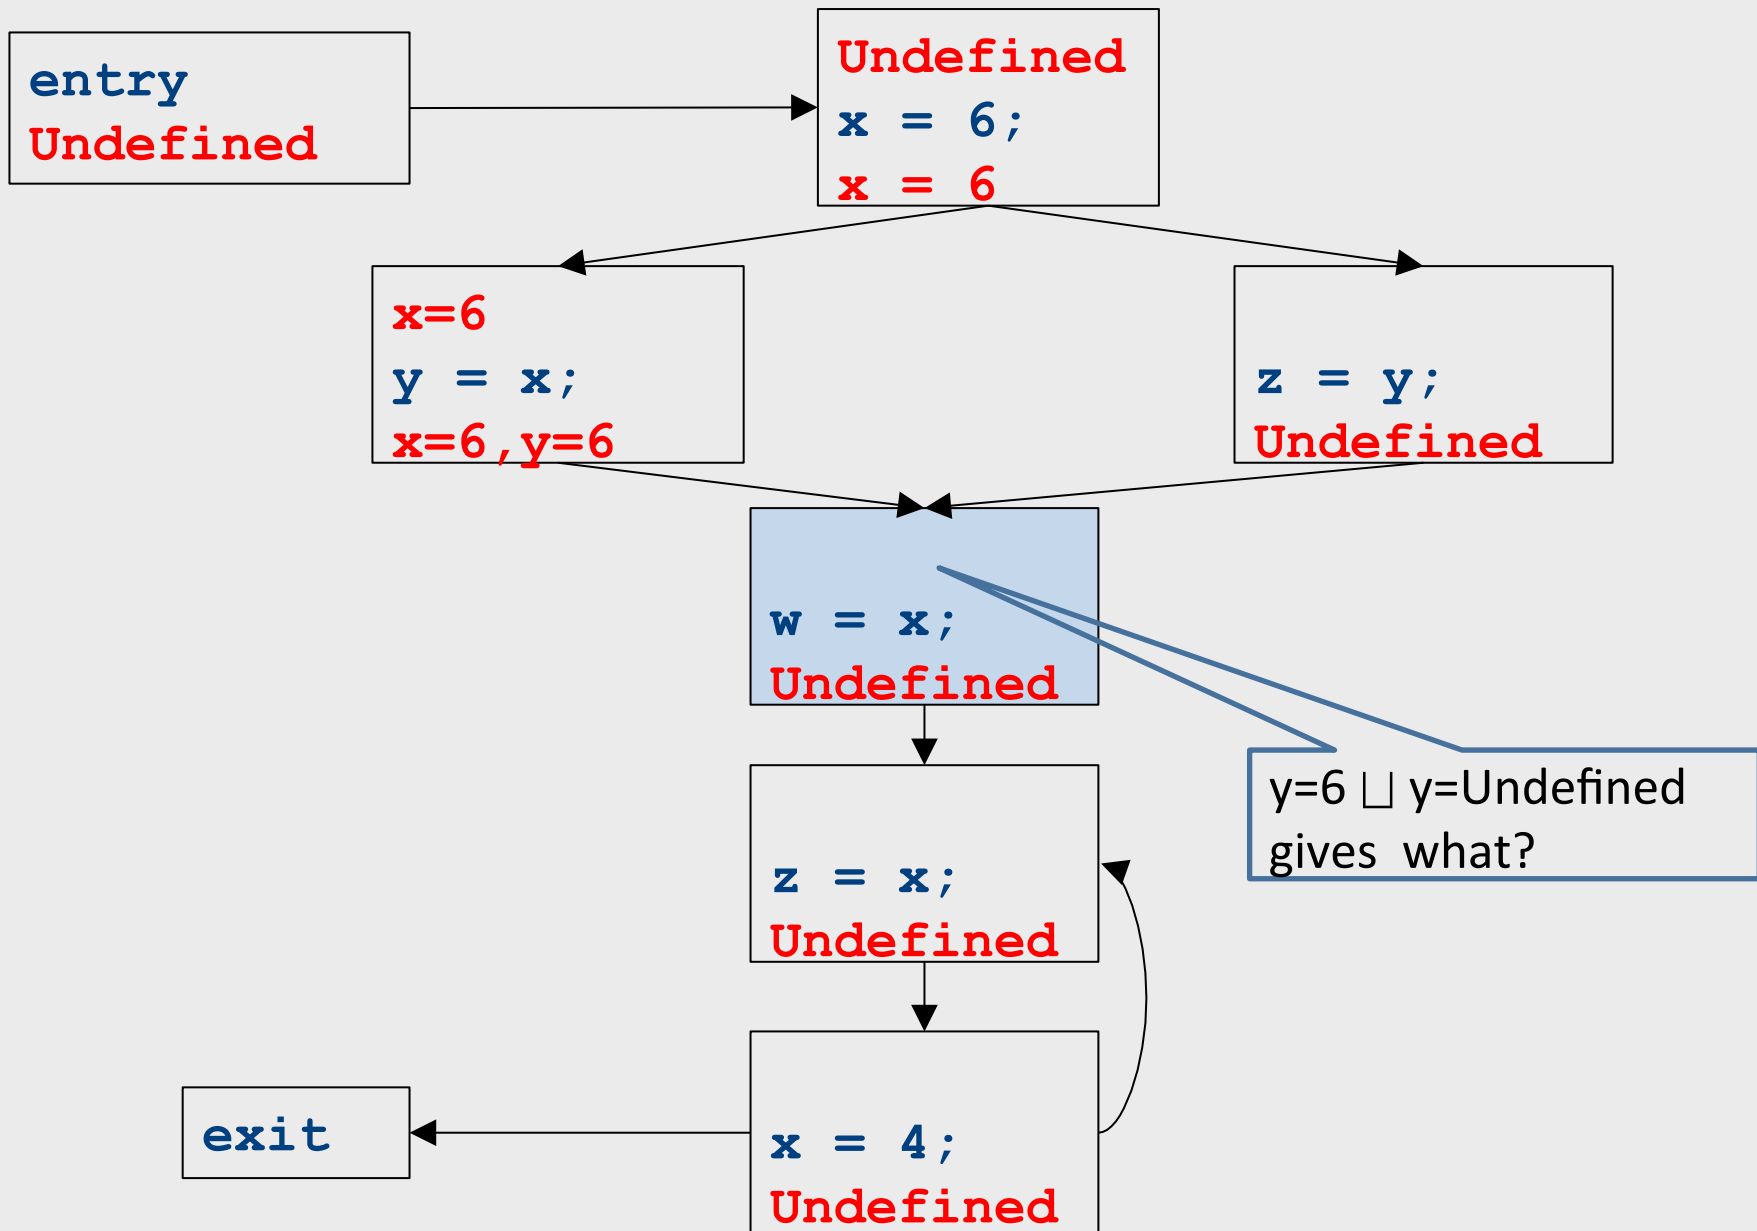 entry
Undefined
Undefined
x = 6;
x = 6
x=6
y = x;
x=6,y=6
z = y;
Undefined
w = x;
Undefined
y=6 ⊔ y=Undefined
gives what?
z = x;
Undefined
exit
x = 4;
Undefined